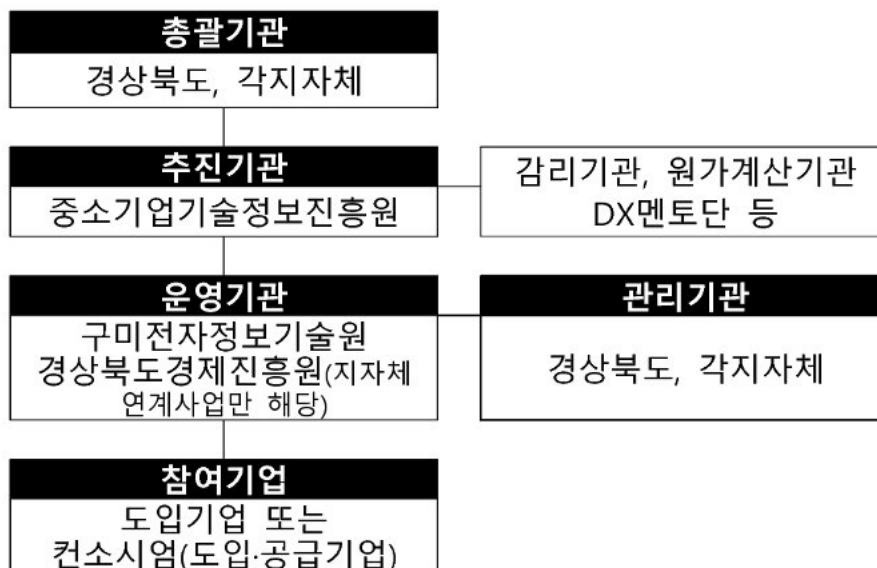 총괄기관
경상북도, 각지자체
추진기관
중소기업기술정보진흥원
감리기관, 원가계산기관
DX멘토단 등
운영기관
구미전자정보기술원
경상북도경제진흥원(지자체
연계사업만 해당)
관리기관
경상북도, 각지자체
참여기업
도입기업 또는
컨소시엄(도입·공급기업)